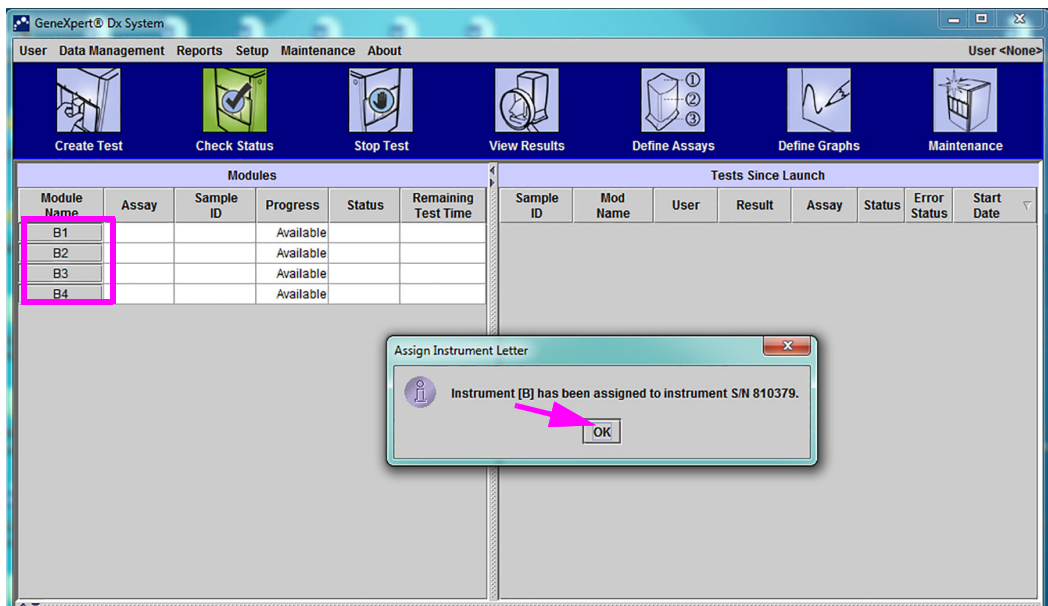 GeneXpert® Dx System
User Data Management Reports Setup Maintenance About User <None>
Create Test Check Status Stop Test View Results Define Assays Define Graphs Maintenance
1
2
3
Modules Tests Since Launch
Module Name Assay Sample ID Progress Status Remaining Test Time Sample ID Mod Name User Result Assay Status Error Status Start Date
B1 Available
B2 Available
B3 Available
B4 Available
Assign Instrument Letter
Instrument [B] has been assigned to instrument S/N 810379.
OK